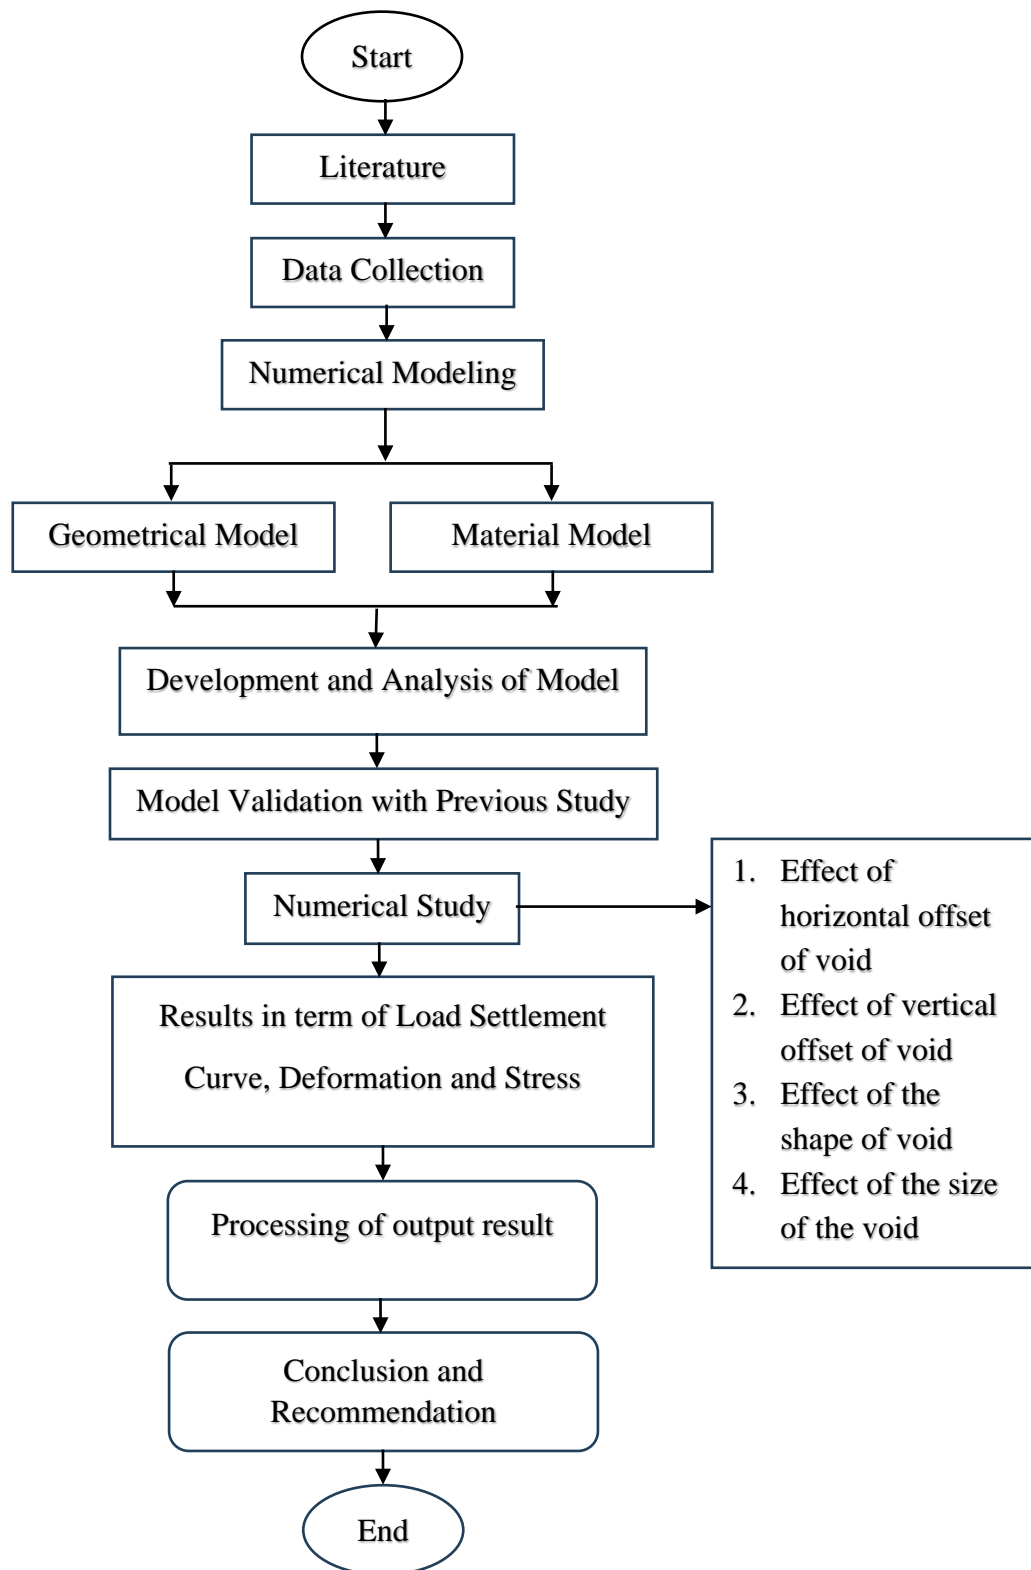 Start
Literature
Data Collection
Numerical Modeling
Geometrical Model
Material Model
Development and Analysis of Model
Model Validation with Previous Study
Numerical Study
1. Effect of
horizontal offset
of void
2. Effect of vertical
offset of void
3. Effect of the
shape of void
4. Effect of the size
of the void
Results in term of Load Settlement
Curve, Deformation and Stress
Processing of output result
Conclusion and
Recommendation
End